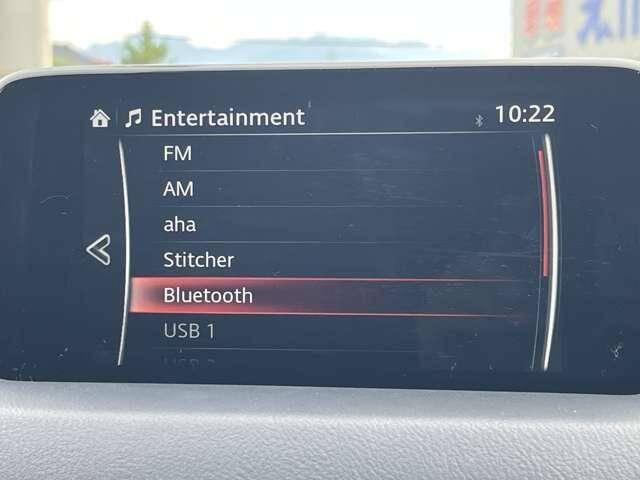 Entertainment 10:22
FM
AM
aha
Stitcher
Bluetooth
USB 1